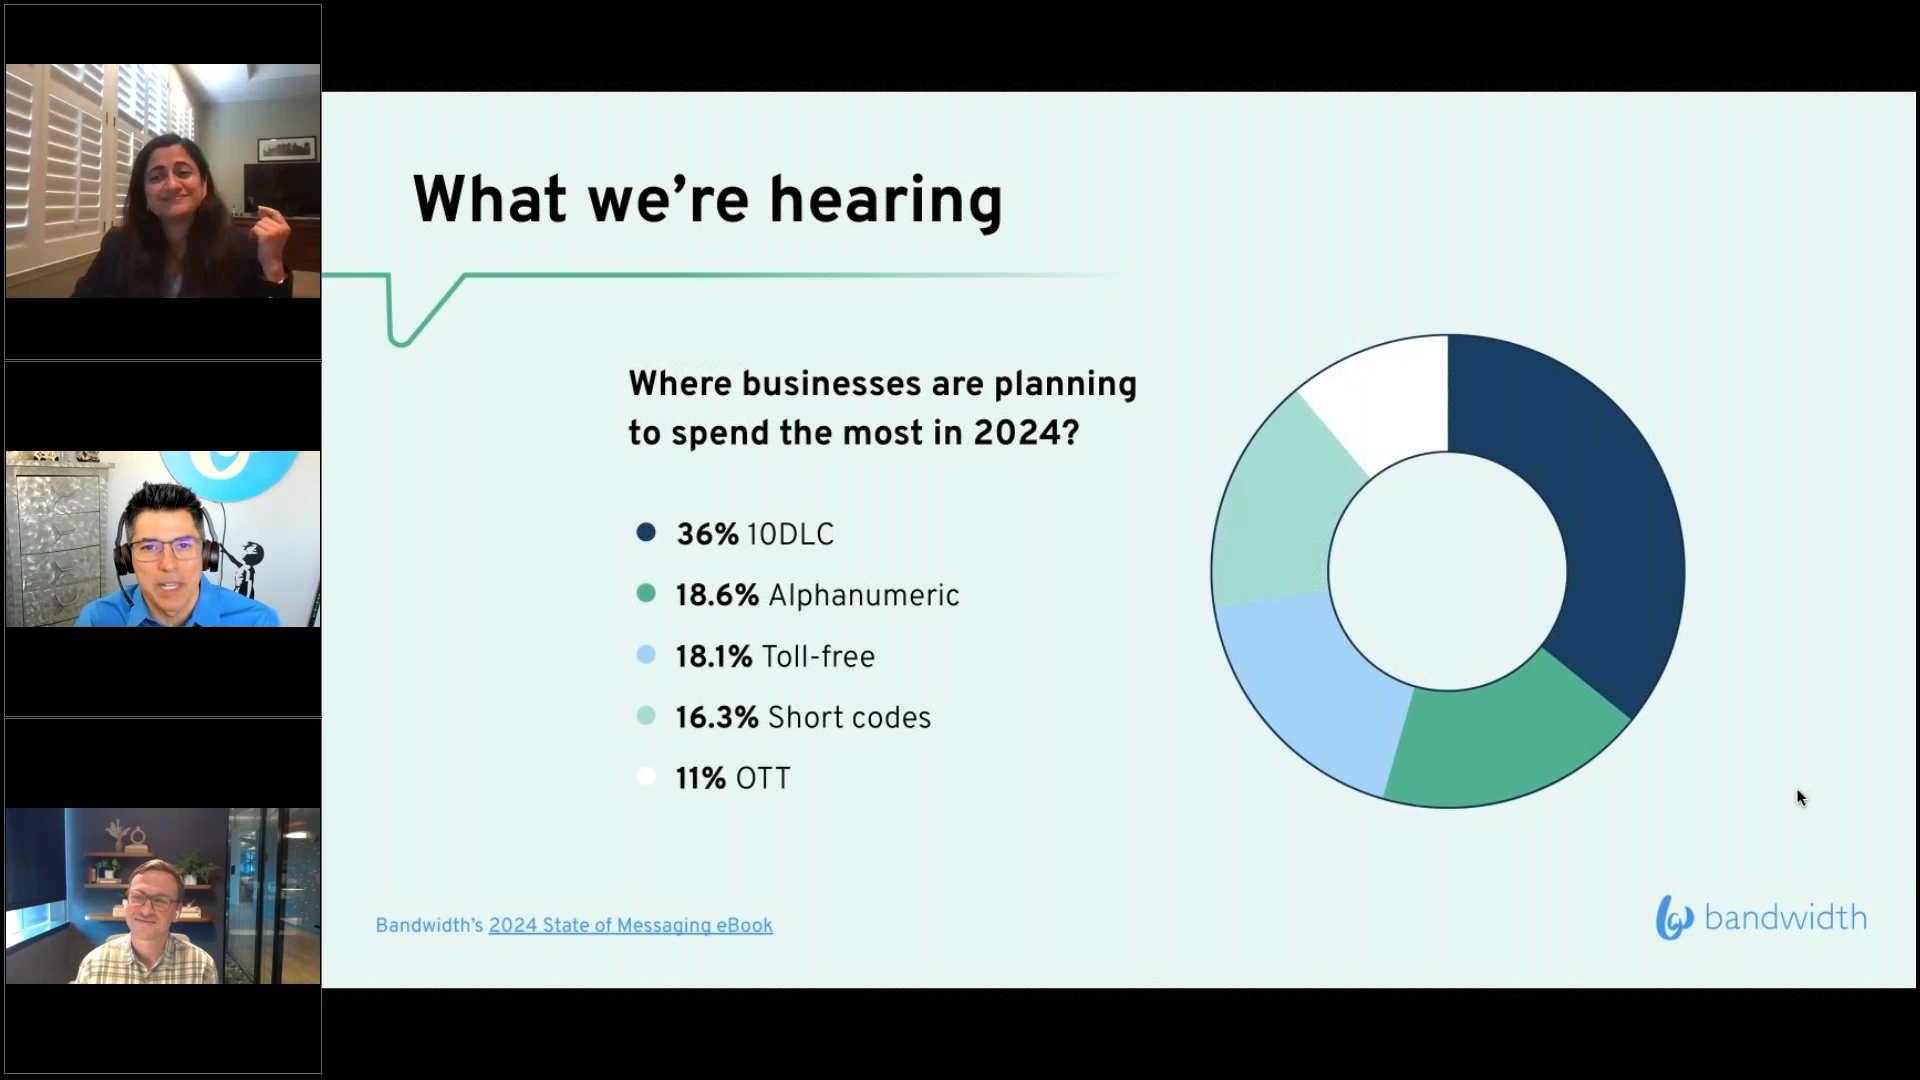 What we’re hearing
Where businesses are planning
to spend the most in 2024?
36% 10DLC
18.6% Alphanumeric
18.1% Toll-free
16.3% Short codes
11% OTT
Bandwidth’s 2024 State of Messaging eBook
bandwidth